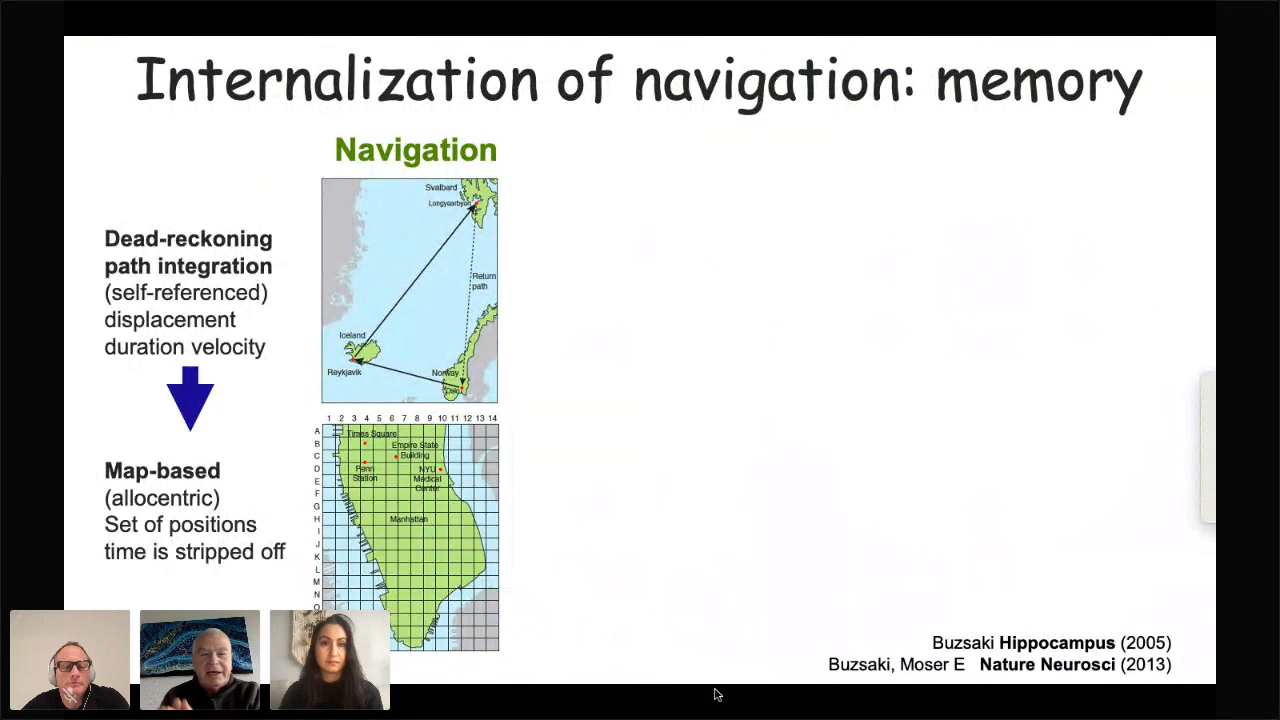 Internalization of navigation: memory
Navigation
Dead-reckoning
path integration
(self-referenced)
displacement
duration velocity
Map-based
(allocentric)
Set of positions
time is stripped off
Svalbard
Longyearbyen
Return
path
Iceland
Reykjavik
Norway
Oslo
1 2 3 4 5 6 7 8 9 10 11 12 13 14
A
B
C
D
E
F
G
H
I
J
K
L
M
N
O
Times Square
Empire State
Building
Penn
Station
NYU
Medical
Center
Manhattan
Buzsaki Hippocampus (2005)
Buzsaki, Moser E Nature Neurosci (2013)